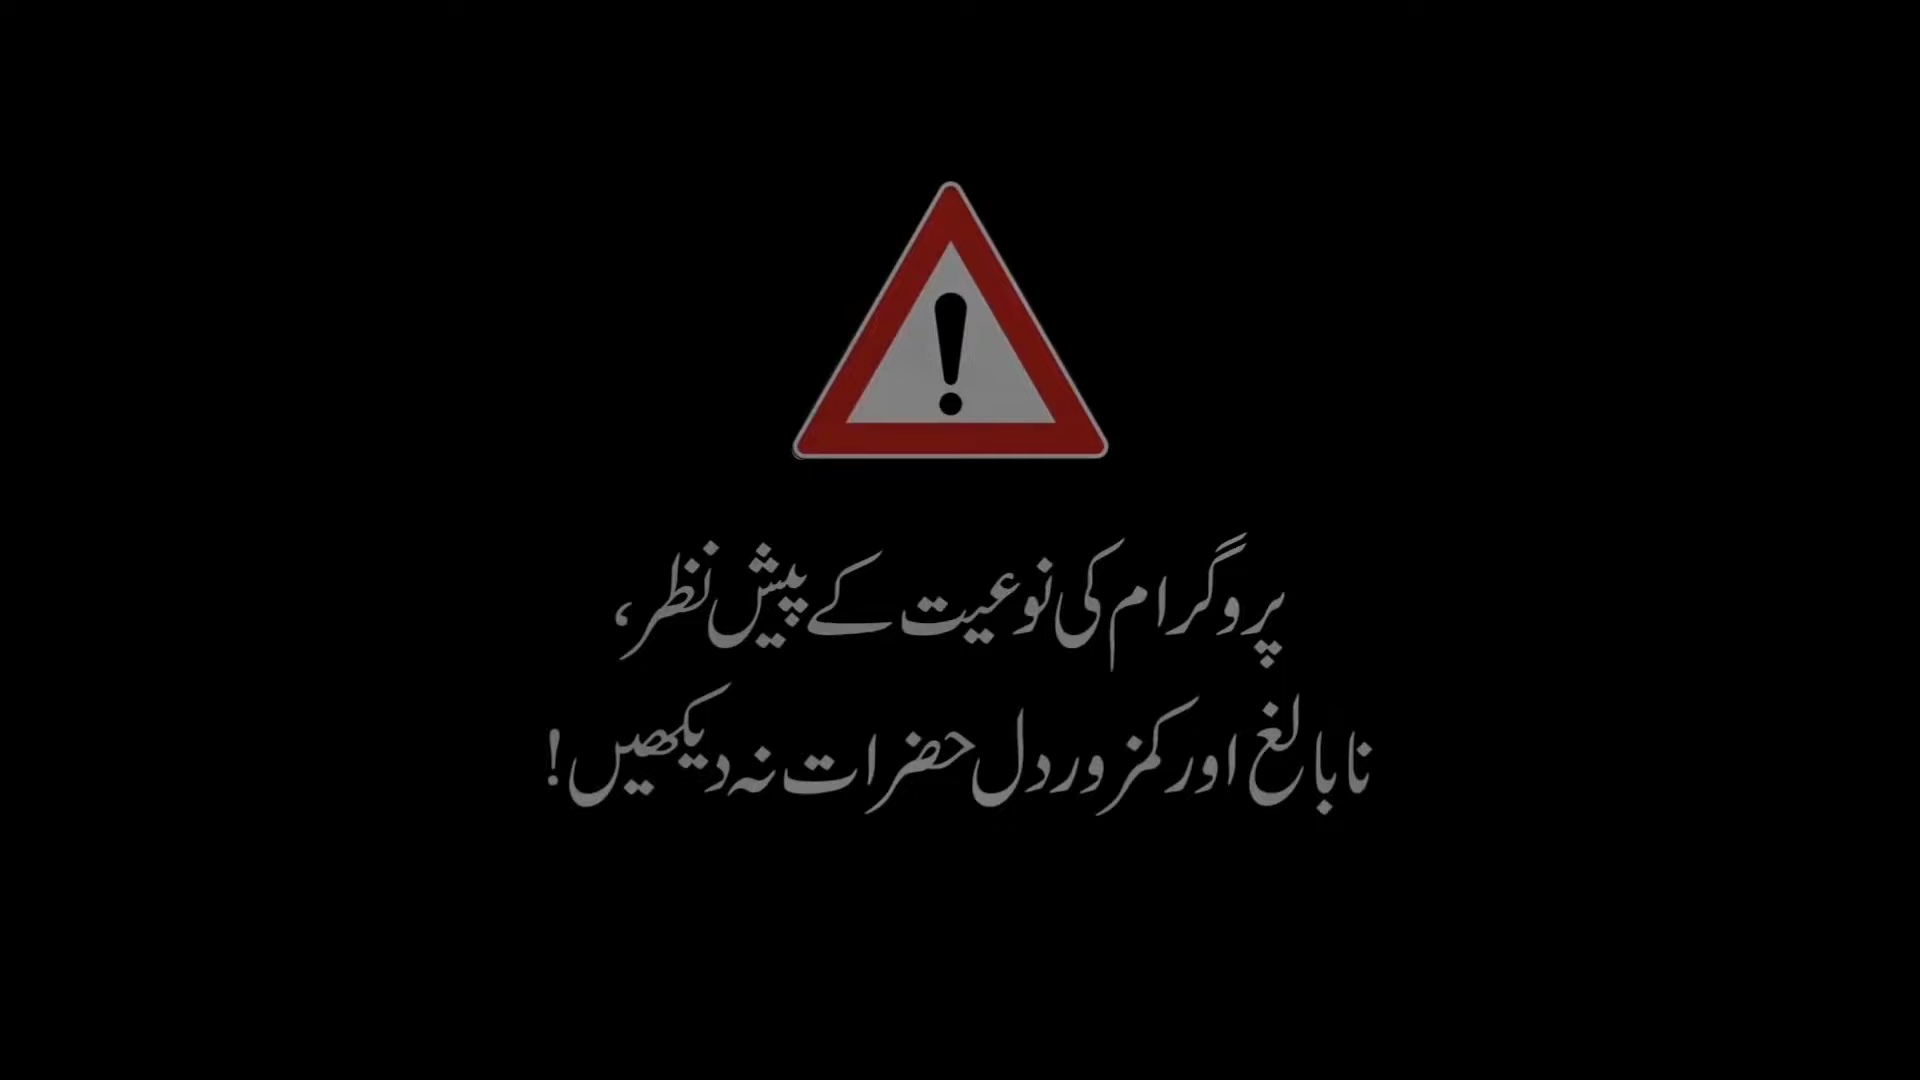 پروگرام کی نوعیت کے پیش نظر،
نابالغ اور کمزور دل حضرات نہ دیکھیں!